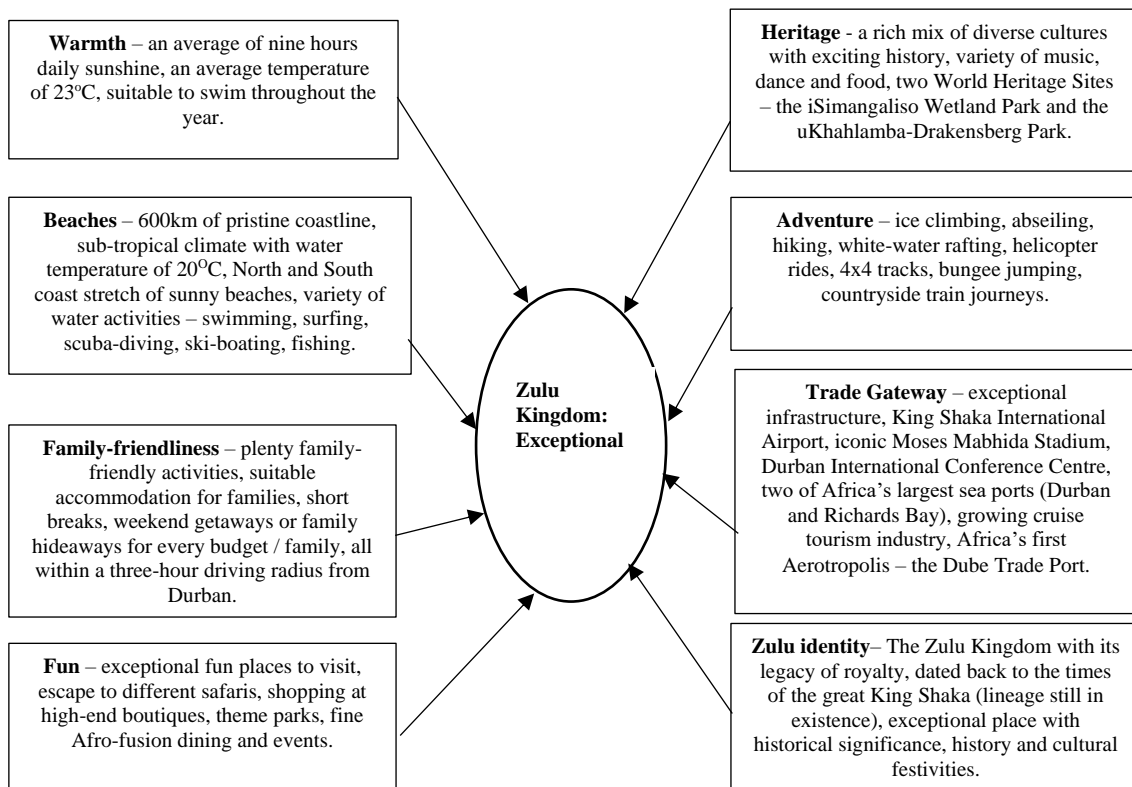 Warmth – an average of nine hours
daily sunshine, an average temperature
of 23°C, suitable to swim throughout the
year.
Beaches – 600km of pristine coastline,
sub-tropical climate with water
temperature of 20°C, North and South
coast stretch of sunny beaches, variety of
water activities – swimming, surfing,
scuba-diving, ski-boating, fishing.
Family-friendliness – plenty family-
friendly activities, suitable
accommodation for families, short
breaks, weekend getaways or family
hideaways for every budget / family, all
within a three-hour driving radius from
Durban.
Fun – exceptional fun places to visit,
escape to different safaris, shopping at
high-end boutiques, theme parks, fine
Afro-fusion dining and events.
Zulu
Kingdom:
Exceptional
Heritage - a rich mix of diverse cultures
with exciting history, variety of music,
dance and food, two World Heritage Sites
– the iSimangaliso Wetland Park and the
uKhahlamba-Drakensberg Park.
Adventure – ice climbing, abseiling,
hiking, white-water rafting, helicopter
rides, 4x4 tracks, bungee jumping,
countryside train journeys.
Trade Gateway – exceptional
infrastructure, King Shaka International
Airport, iconic Moses Mabhida Stadium,
Durban International Conference Centre,
two of Africa’s largest sea ports (Durban
and Richards Bay), growing cruise
tourism industry, Africa’s first
Aerotropolis – the Dube Trade Port.
Zulu identity– The Zulu Kingdom with its
legacy of royalty, dated back to the times
of the great King Shaka (lineage still in
existence), exceptional place with
historical significance, history and cultural
festivities.